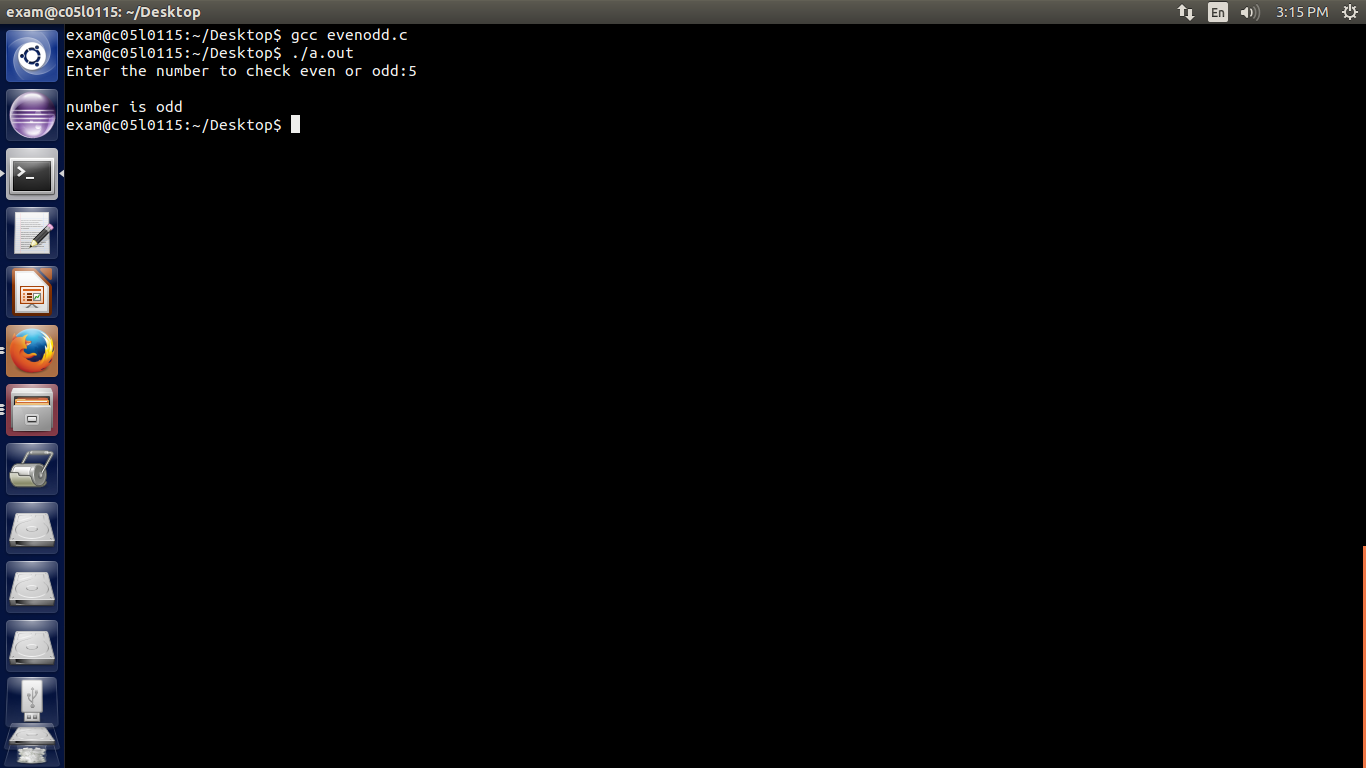 exam@c05l0115: ~/Desktop
En
3:15 PM
exam@c05l0115:~/Desktop$ gcc evenodd.c
exam@c05l0115:~/Desktop$ ./a.out
Enter the number to check even or odd:5
number is odd
exam@c05l0115:~/Desktop$